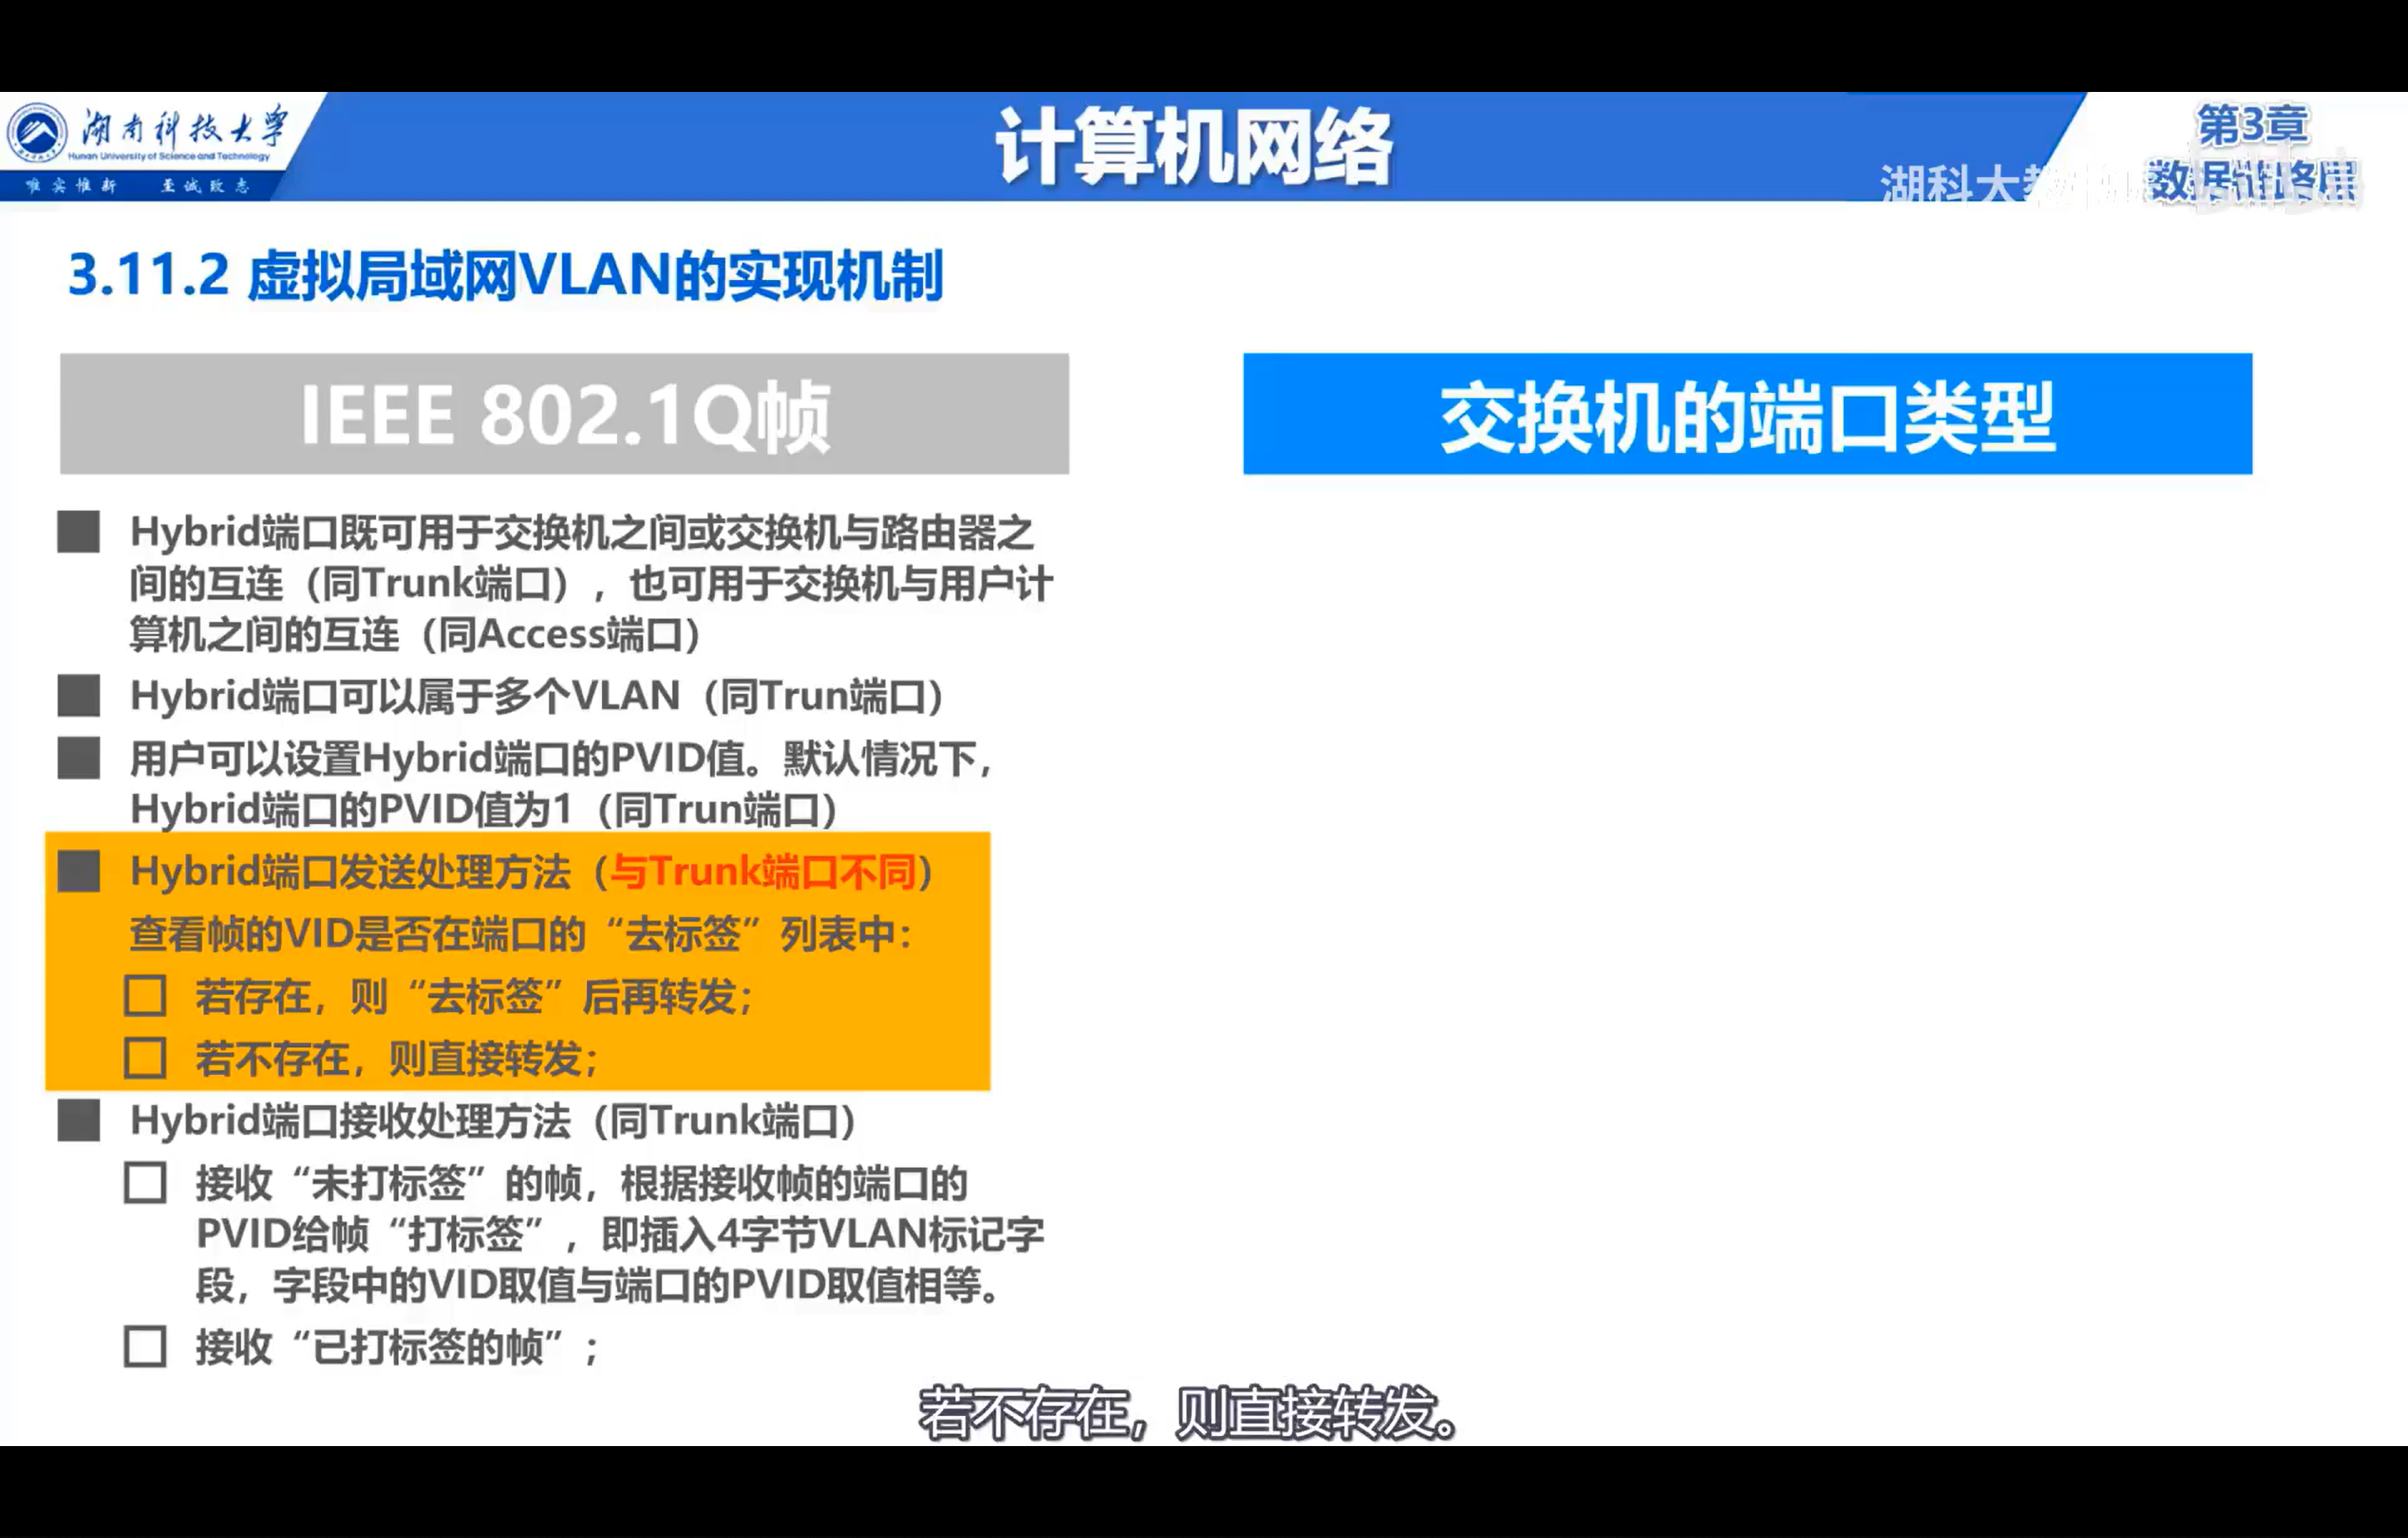 湖南科技大学
Hunan University of Science and Technology
唯实惟新 至诚致志
计算机网络
第3章
数据链路层
湖科大教
3.11.2 虚拟局域网VLAN的实现机制
IEEE 802.1Q帧
交换机的端口类型
Hybrid端口既可用于交换机之间或交换机与路由器之
间的互连（同Trunk端口），也可用于交换机与用户计
算机之间的互连（同Access端口）
Hybrid端口可以属于多个VLAN（同Trun端口）
用户可以设置Hybrid端口的PVID值。默认情况下，
Hybrid端口的PVID值为1（同Trun端口）
Hybrid端口发送处理方法（与Trunk端口不同）
查看帧的VID是否在端口的“去标签”列表中：
若存在，则“去标签”后再转发；
若不存在，则直接转发；
Hybrid端口接收处理方法（同Trunk端口）
接收“未打标签”的帧，根据接收帧的端口的
PVID给帧“打标签”，即插入4字节VLAN标记字
段，字段中的VID取值与端口的PVID取值相等。
接收“已打标签的帧”；
若不存在，则直接转发。